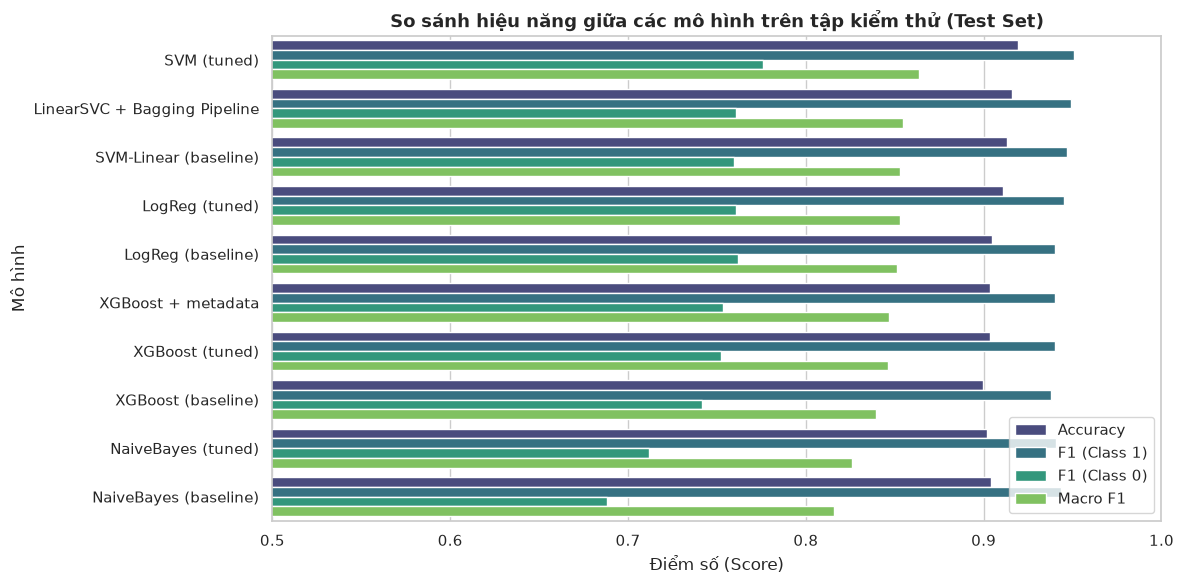 So sánh hiệu năng giữa các mô hình trên tập kiểm thử (Test Set)
SVM (tuned)
LinearSVC + Bagging Pipeline
SVM-Linear (baseline)
LogReg (tuned)
LogReg (baseline)
XGBoost + metadata
XGBoost (tuned)
XGBoost (baseline)
NaiveBayes (tuned)
NaiveBayes (baseline)
Mô hình
Accuracy
F1 (Class 1)
F1 (Class 0)
Macro F1
0.5 0.6 0.7 0.8 0.9 1.0
Điểm số (Score)